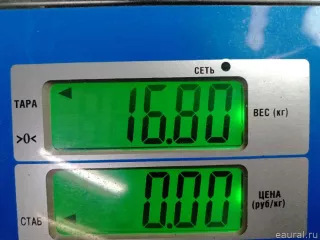 СЕТЬ
ТАРА
16.80
ВЕС (кг)
>0<
0.00
ЦЕНА
(руб/кг)
СТАБ
eaural.ru